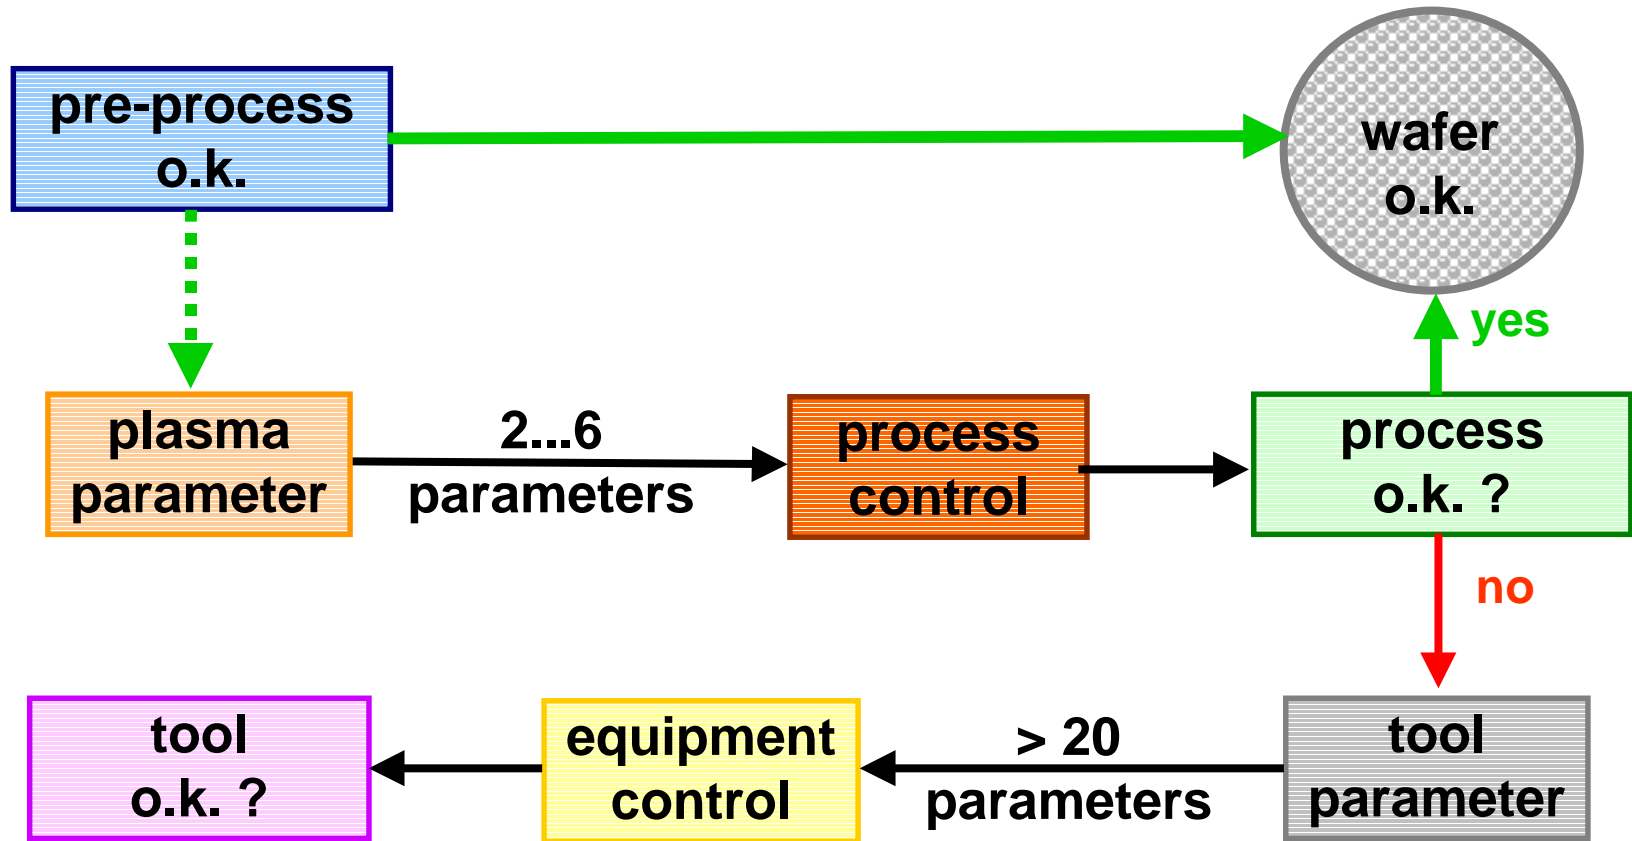 pre-process
o.k.
wafer
o.k.
yes
plasma
parameter
2...6
parameters
process
control
process
o.k. ?
no
tool
o.k. ?
equipment
control
> 20
parameters
tool
parameter